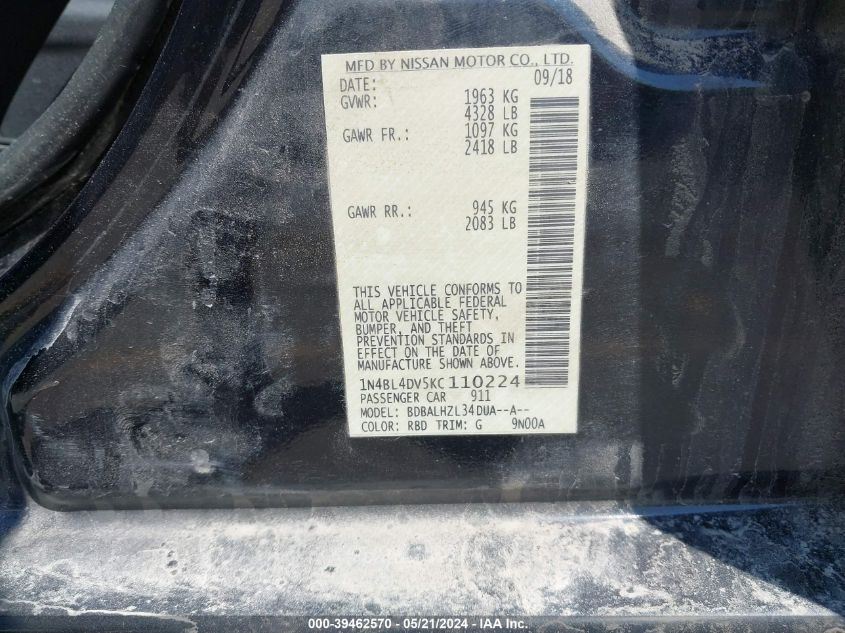 MFD BY NISSAN MOTOR CO., LTD.
DATE: 09/18
GVWR: 1963 KG
4328 LB
GAWR FR.: 1097 KG
2418 LB
GAWR RR.: 945 KG
2083 LB
THIS VEHICLE CONFORMS TO
ALL APPLICABLE FEDERAL
MOTOR VEHICLE SAFETY,
BUMPER, AND THEFT
PREVENTION STANDARDS IN
EFFECT ON THE DATE OF
MANUFACTURE SHOWN ABOVE.
1N4BL4DV5KC110224
PASSENGER CAR 911
MODEL: BDBALHZL34DUA--A--
COLOR: RBD TRIM: G 9N00A
000-39462570 - 05/21/2024 - IAAI.com